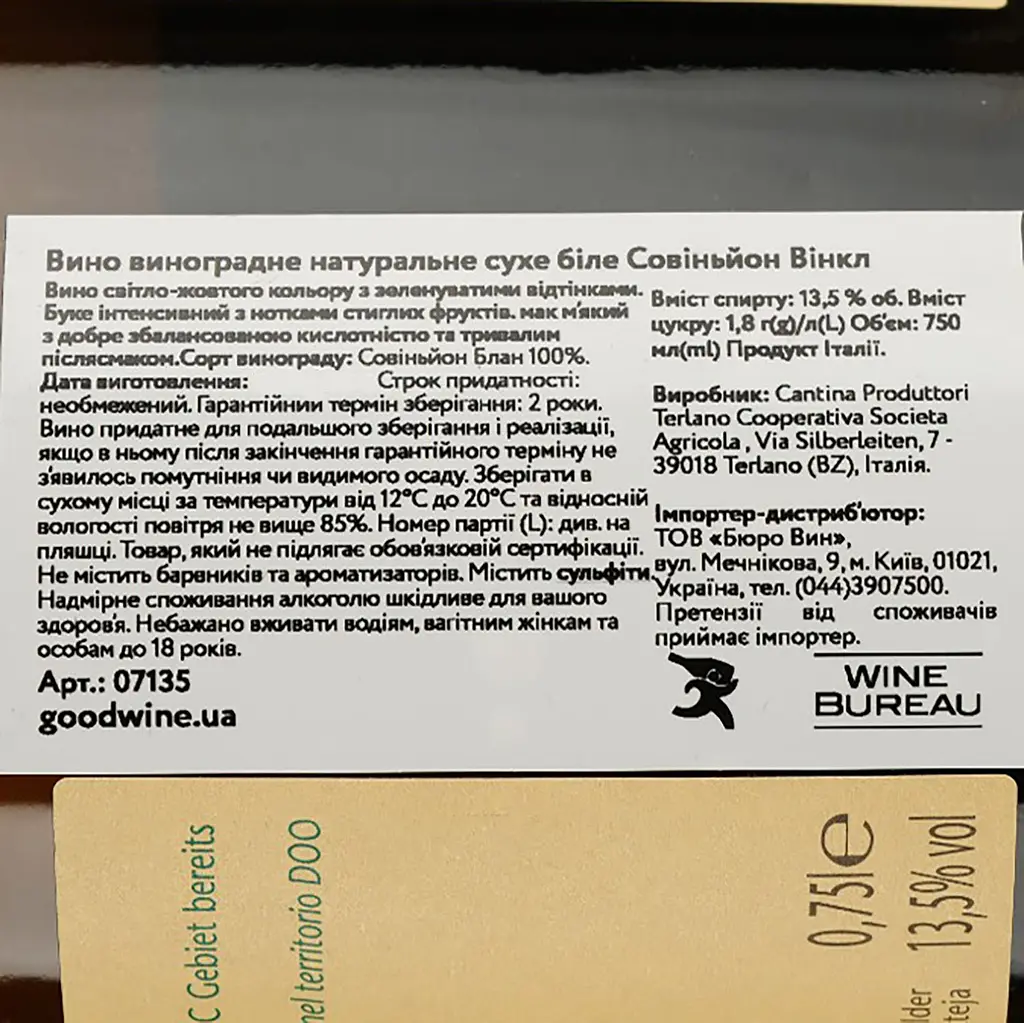 Вино виноградне натуральне сухе біле Совіньйон Вінкл
Вино світло-жовтого кольору з зеленуватими відтінками.
Буке інтенсивний з нотками стиглих фруктів. мак м'який
з добре збалансованою кислотністю та тривалим
післясмаком.Сорт винограду: Совіньйон Блан 100%.
Дата виготовлення: Строк придатності:
необмежений. Гарантійнии термін зберігання: 2 роки.
Вино придатне для подальшого зберігання і реалізації,
якщо в ньому після закінчення гарантійного терміну не
з'явилось помутніння чи видимого осаду. Зберігати в
сухому місці за температури від 12°C до 20°C та відносній
вологості повітря не вище 85%. Номер партії (L): див. на
пляшці. Товар, який не підлягає обов'язковій сертифікації.
Не містить барвників та ароматизаторів. Містить сульфіти.
Надмірне споживання алкоголю шкідливе для вашого
здоров'я. Небажано вживати водіям, вагітним жінкам та
особам до 18 років.
Арт.: 07135
goodwine.ua
Вміст спирту: 13,5 % об. Вміст
цукру: 1,8 г(g)/л(L) Об'єм: 750
мл(ml) Продукт Італії.
Виробник: Cantina Produttori
Terlano Cooperativa Societa
Agricola , Via Silberleiten, 7 -
39018 Terlano (BZ), Італія.
Імпортер-дистриб'ютор:
ТОВ «Бюро Вин»,
вул. Мечнікова, 9, м. Київ, 01021,
Україна, тел. (044)3907500.
Претензії від споживачів
приймає імпортер.
WINE
BUREAU
C Gebiet bereits
nel territorio DOO
0,75l e
13,5% vol